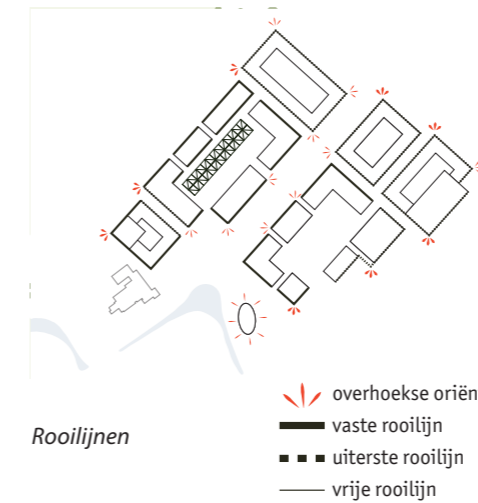 overhoekse oriën
vaste rooilijn
Rooilijnen
uiterste rooilijn
vrije rooilijn